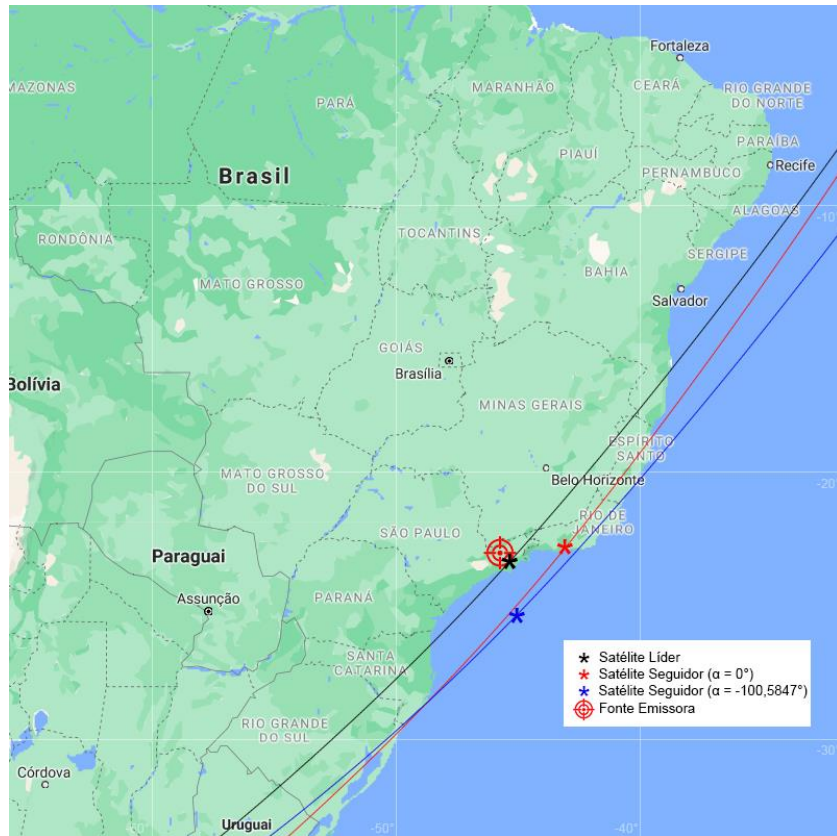 Fortaleza
MAZONAS
MARANHÃO
CEARÁ
RIO GRANDE
DO NORTE
PARÁ
PARAÍBA
PIAUÍ
Recife
Brasil
PERNAMBUCO
ALAGOAS
-10°
TOCANTINS
RONDÔNIA
SERGIPE
BAHIA
MATO GROSSO
Salvador
GOIÁS
Brasília
Bolívia
MINAS GERAIS
ESPÍRITO
SANTO
Belo Horizonte
-20°
MATO GROSSO
DO SUL
RIO DE
JANEIRO
SÃO PAULO
Paraguai
Assunção
PARANÁ
SANTA
CATARINA
Satélite Líder
Satélite Seguidor (α = 0°)
Satélite Seguidor (α = -100,5847°)
Fonte Emissora
RIO GRANDE
DO SUL
-30°
Córdova
Uruguai
-60°
-50°
-40°